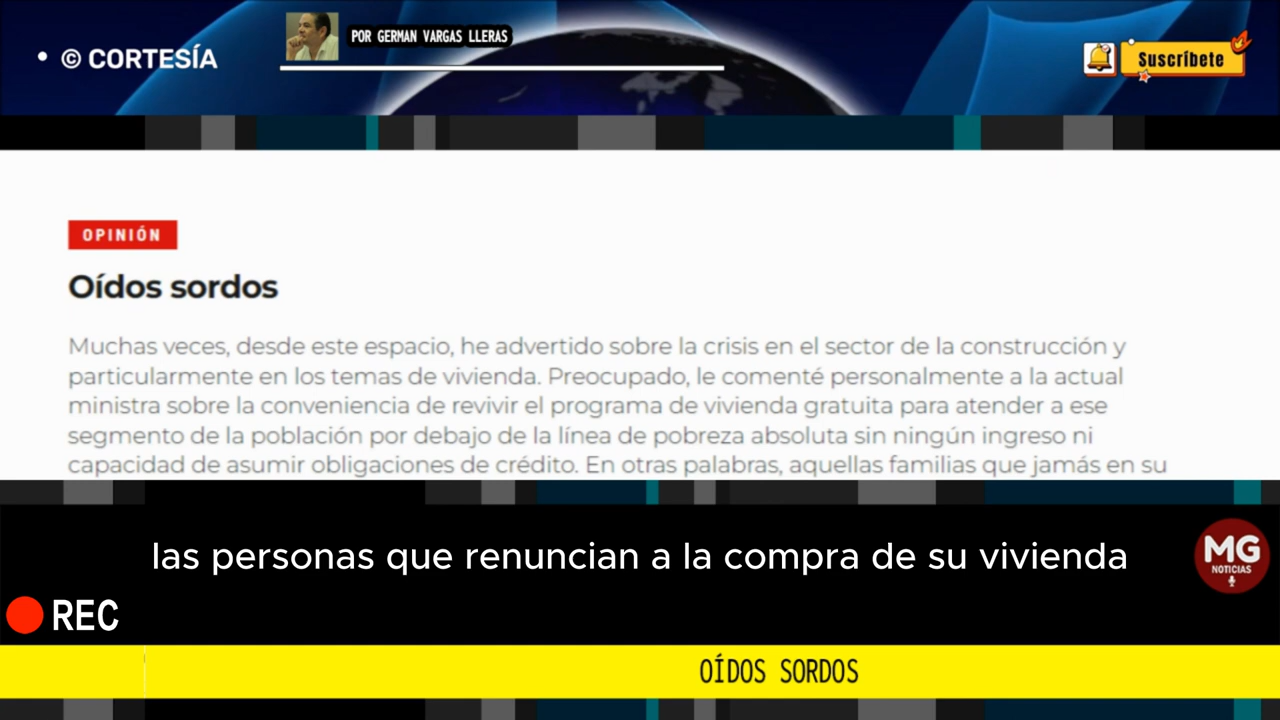 • © CORTESÍA
POR GERMAN VARGAS LLERAS
Suscríbete
OPINIÓN
Oídos sordos
Muchas veces, desde este espacio, he advertido sobre la crisis en el sector de la construcción y
particularmente en los temas de vivienda. Preocupado, le comenté personalmente a la actual
ministra sobre la conveniencia de revivir el programa de vivienda gratuita para atender a ese
segmento de la población por debajo de la línea de pobreza absoluta sin ningún ingreso ni
capacidad de asumir obligaciones de crédito. En otras palabras, aquellas familias que jamás en su
las personas que renuncian a la compra de su vivienda
MG
NOTICIAS
REC
OÍDOS SORDOS